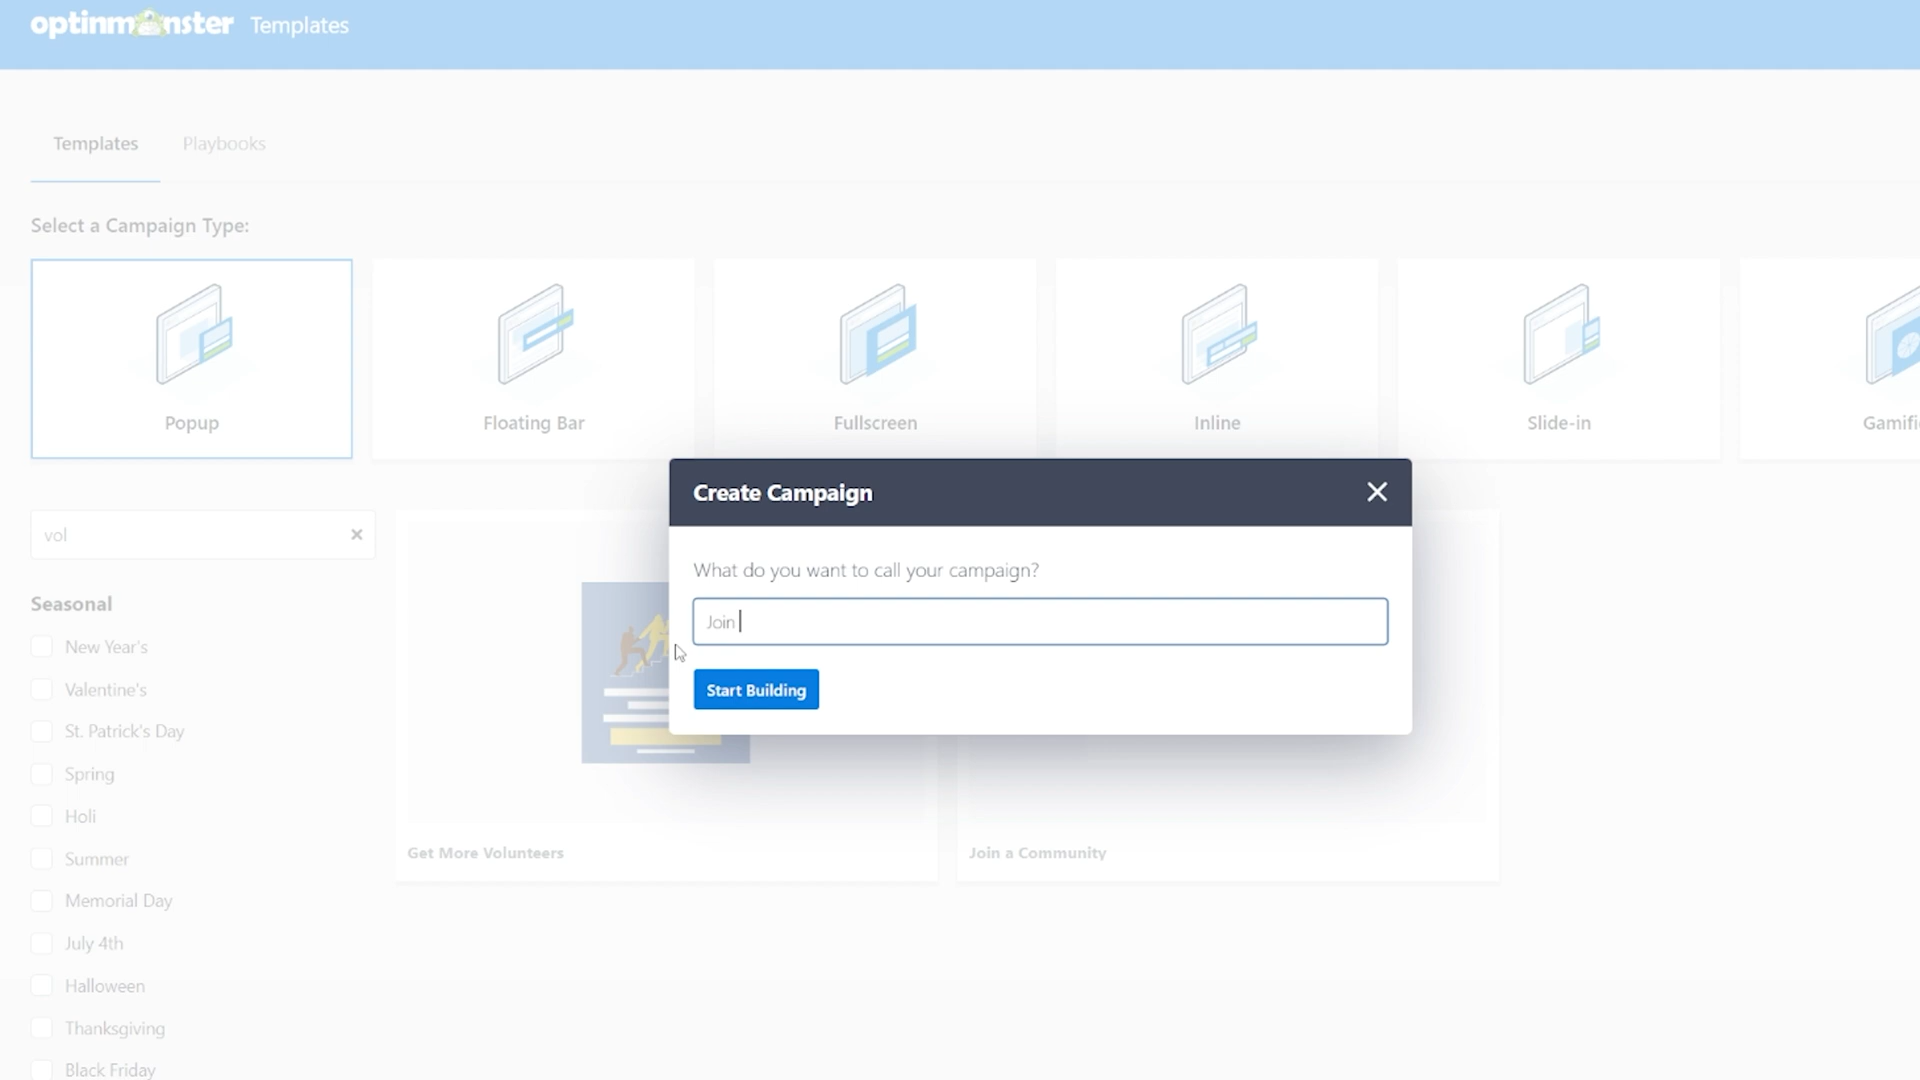 optinmonster Templates
Templates Playbooks
Select a Campaign Type:
Popup Floating Bar Fullscreen Inline Slide-in Gamifi
Create Campaign
What do you want to call your campaign?
Join
Start Building
vol
Seasonal
New Year's
Valentine's
St. Patrick's Day
Spring
Holi
Summer
Memorial Day
July 4th
Halloween
Thanksgiving
Black Friday
Get More Volunteers
Join a Community